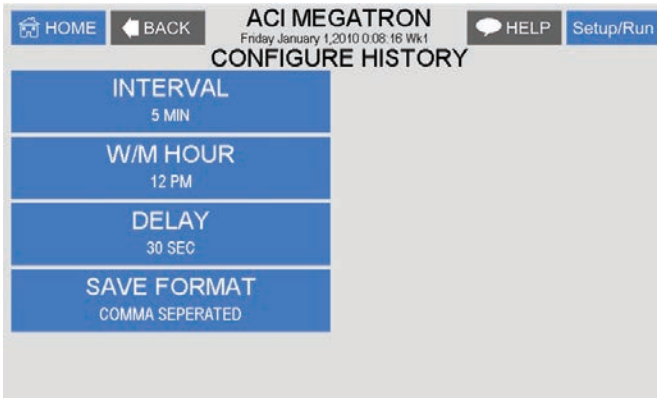 HOME BACK ACI MEGATRON HELP Setup/Run
Friday January 1,2010 0:08:16 Wk1
CONFIGURE HISTORY
INTERVAL
5 MIN
W/M HOUR
12 PM
DELAY
30 SEC
SAVE FORMAT
COMMA SEPERATED